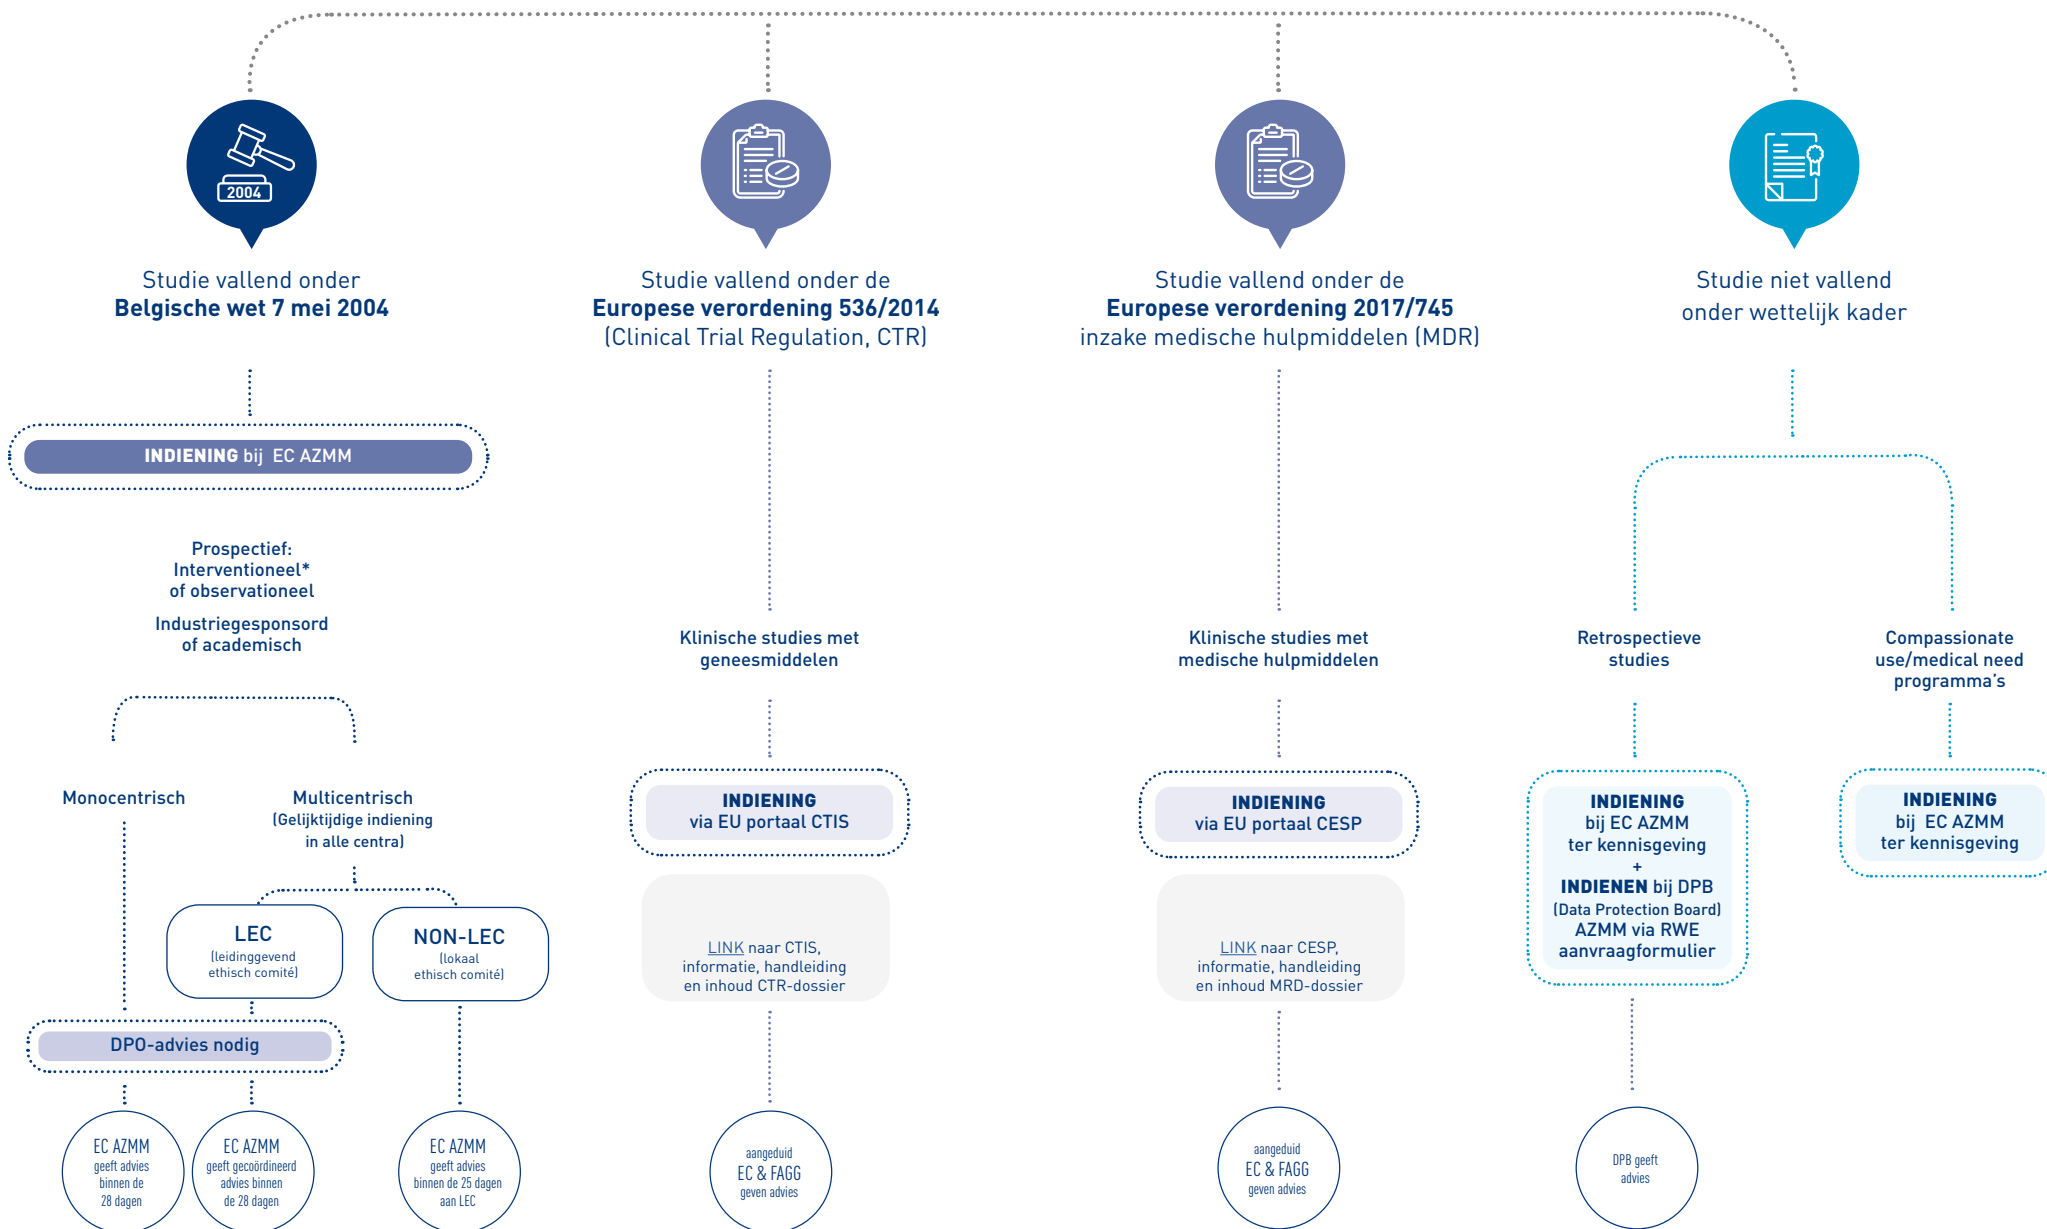 2004
Studie vallend onder
Belgische wet 7 mei 2004
INDIENING bij EC AZMM
Prospectief:
Interventioneel*
of observationeel
Industriegesponsord
of academisch
Monocentrisch
Multicentrisch
(Gelijktijdige indiening
in alle centra)
LEC
(leidinggevend
ethisch comité)
NON-LEC
(lokaal
ethisch comité)
DPO-advies nodig
EC AZMM
geeft advies
binnen de
28 dagen
EC AZMM
geeft gecoördineerd
advies binnen
de 28 dagen
EC AZMM
geeft advies
binnen de 25 dagen
aan LEC
Studie vallend onder de
Europese verordening 536/2014
(Clinical Trial Regulation, CTR)
Klinische studies met
geneesmiddelen
INDIENING
via EU portaal CTIS
LINK naar CTIS,
informatie, handleiding
en inhoud CTR-dossier
aangeduid
EC & FAGG
geven advies
Studie vallend onder de
Europese verordening 2017/745
inzake medische hulpmiddelen (MDR)
Klinische studies met
medische hulpmiddelen
INDIENING
via EU portaal CESP
LINK naar CESP,
informatie, handleiding
en inhoud MRD-dossier
aangeduid
EC & FAGG
geven advies
Studie niet vallend
onder wettelijk kader
Retrospectieve
studies
INDIENING
bij EC AZMM
ter kennisgeving
+
INDIENEN bij DPB
(Data Protection Board)
AZMM via RWE
aanvraagformulier
DPB geeft
advies
Compassionate
use/medical need
programma's
INDIENING
bij EC AZMM
ter kennisgeving